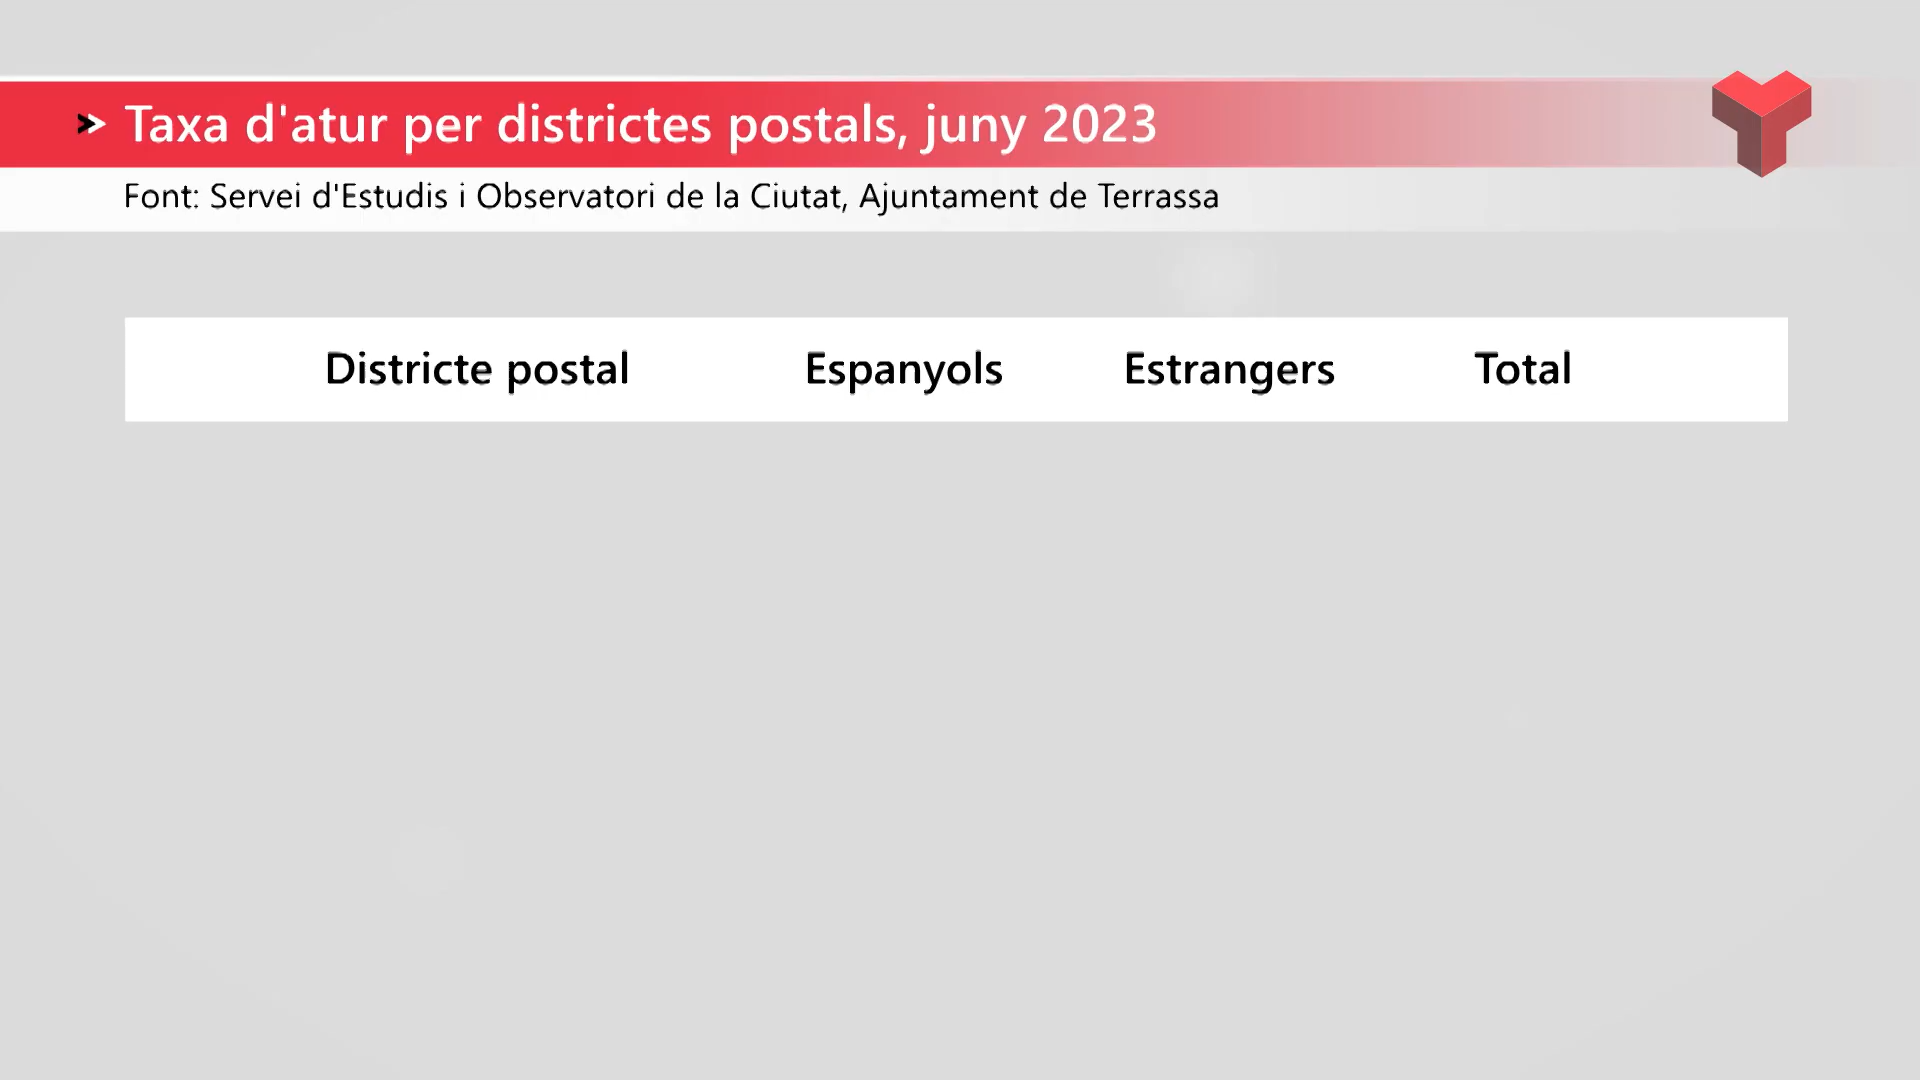 > Taxa d'atur per districtes postals, juny 2023
Font: Servei d'Estudis i Observatori de la Ciutat, Ajuntament de Terrassa
Districte postal Espanyols Estrangers Total